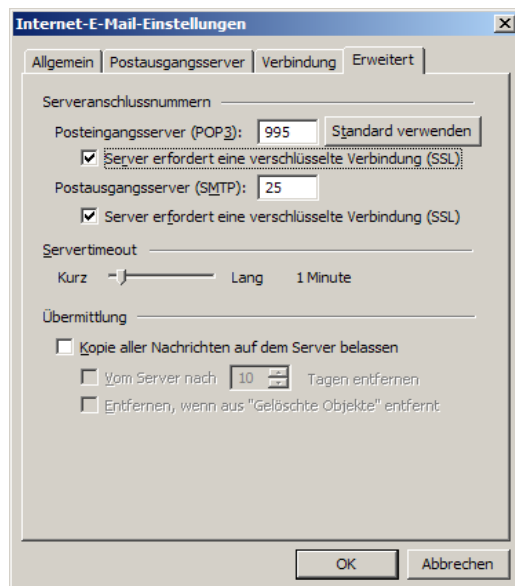 Internet-E-Mail-Einstellungen
Allgemein Postausgangsserver Verbindung Erweitert
Serveranschlussnummern
Posteingangsserver (POP3): 995 Standard verwenden
Server erfordert eine verschlüsselte Verbindung (SSL)
Postausgangsserver (SMTP): 25
Server erfordert eine verschlüsselte Verbindung (SSL)
Servertimeout
Kurz Lang 1 Minute
Übermittlung
Kopie aller Nachrichten auf dem Server belassen
Vom Server nach 10 Tagen entfernen
Entfernen, wenn aus "Gelöschte Objekte" entfernt
OK Abbrechen